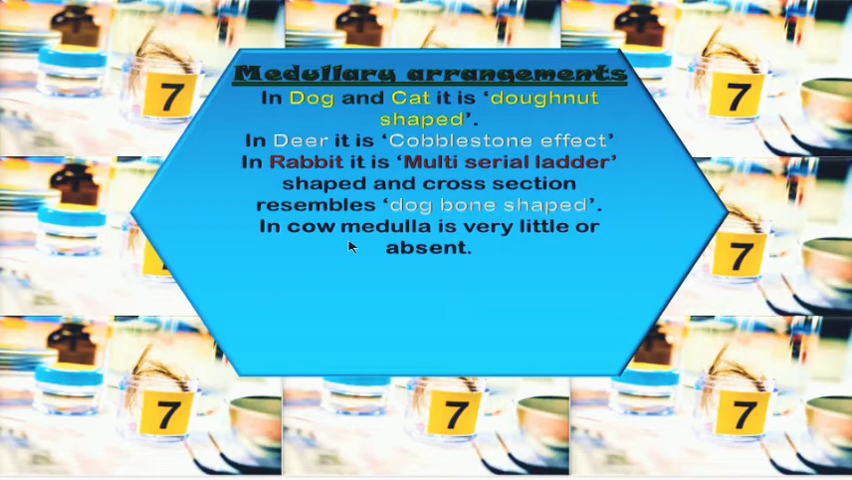 Medullary arrangements
In Dog and Cat it is ‘doughnut
shaped’.
In Deer it is ‘Cobblestone effect’
In Rabbit it is ‘Multi serial ladder’
shaped and cross section
resembles ‘dog bone shaped’.
In cow medulla is very little or
absent.
7
7
7
7
7
7